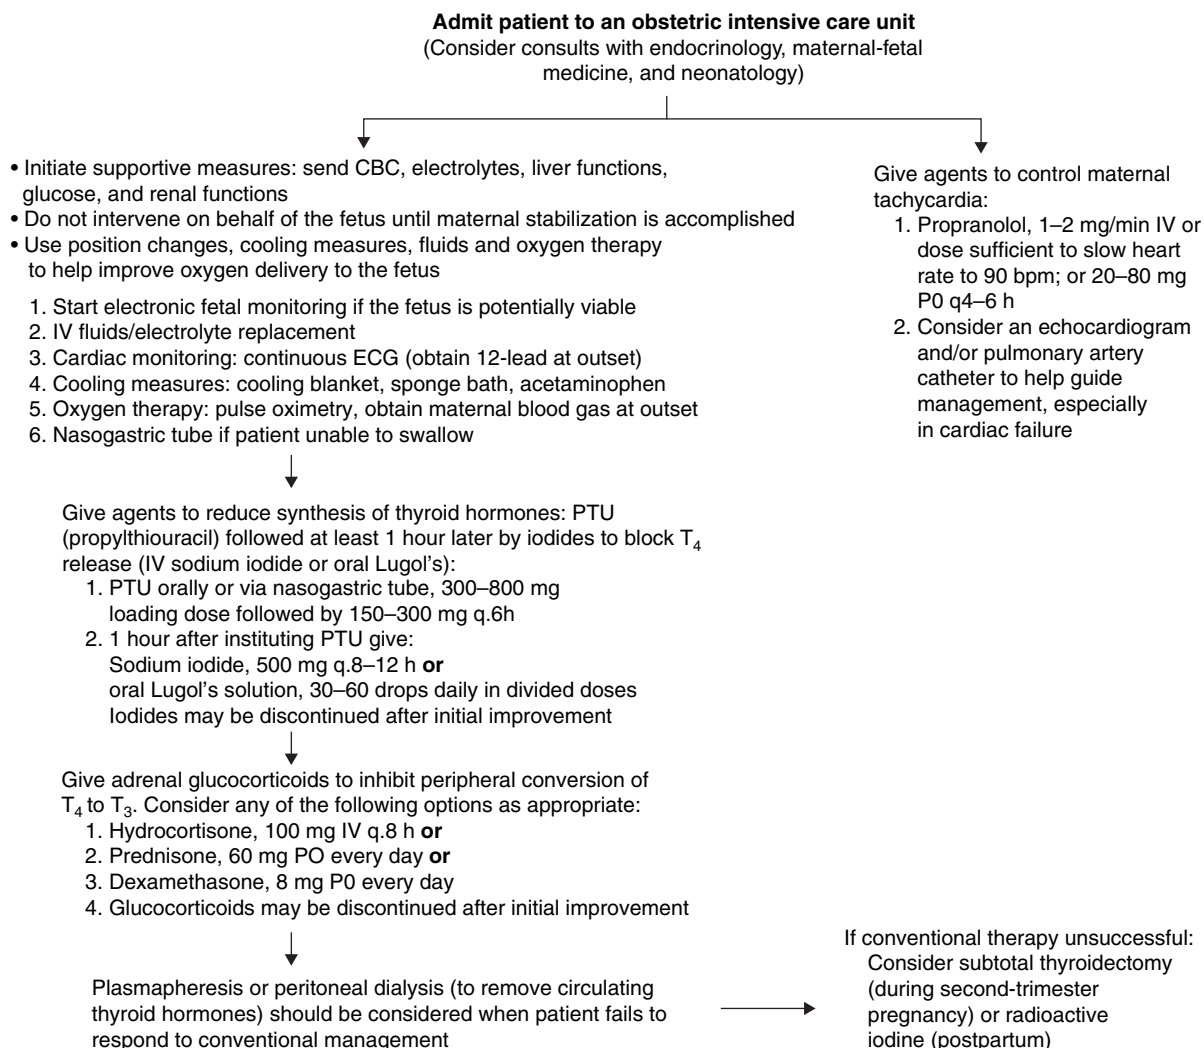 Admit patient to an obstetric intensive care unit
(Consider consults with endocrinology, maternal-fetal
medicine, and neonatology)
• Initiate supportive measures: send CBC, electrolytes, liver functions,
glucose, and renal functions
• Do not intervene on behalf of the fetus until maternal stabilization is accomplished
• Use position changes, cooling measures, fluids and oxygen therapy
to help improve oxygen delivery to the fetus
1. Start electronic fetal monitoring if the fetus is potentially viable
2. IV fluids/electrolyte replacement
3. Cardiac monitoring: continuous ECG (obtain 12-lead at outset)
4. Cooling measures: cooling blanket, sponge bath, acetaminophen
5. Oxygen therapy: pulse oximetry, obtain maternal blood gas at outset
6. Nasogastric tube if patient unable to swallow
Give agents to control maternal
tachycardia:
1. Propranolol, 1–2 mg/min IV or
dose sufficient to slow heart
rate to 90 bpm; or 20–80 mg
P0 q4–6 h
2. Consider an echocardiogram
and/or pulmonary artery
catheter to help guide
management, especially
in cardiac failure
Give agents to reduce synthesis of thyroid hormones: PTU
(propylthiouracil) followed at least 1 hour later by iodides to block T4
release (IV sodium iodide or oral Lugol's):
1. PTU orally or via nasogastric tube, 300–800 mg
loading dose followed by 150–300 mg q.6h
2. 1 hour after instituting PTU give:
Sodium iodide, 500 mg q.8–12 h or
oral Lugol's solution, 30–60 drops daily in divided doses
Iodides may be discontinued after initial improvement
Give adrenal glucocorticoids to inhibit peripheral conversion of
T4 to T3. Consider any of the following options as appropriate:
1. Hydrocortisone, 100 mg IV q.8 h or
2. Prednisone, 60 mg PO every day or
3. Dexamethasone, 8 mg P0 every day
4. Glucocorticoids may be discontinued after initial improvement
Plasmapheresis or peritoneal dialysis (to remove circulating
thyroid hormones) should be considered when patient fails to
respond to conventional management
If conventional therapy unsuccessful:
Consider subtotal thyroidectomy
(during second-trimester
pregnancy) or radioactive
iodine (postpartum)